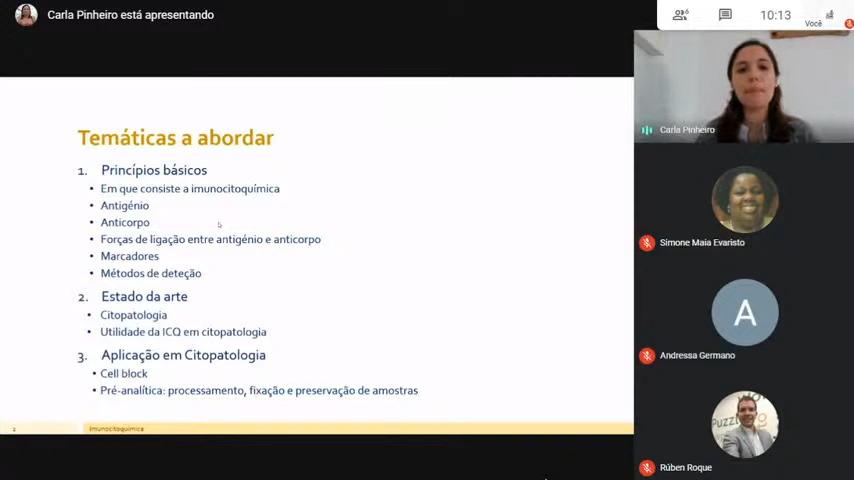 Carla Pinheiro está apresentando
6
10:13
Você
Temáticas a abordar
1. Princípios básicos
• Em que consiste a imunocitoquímica
• Antigénio
• Anticorpo
• Forças de ligação entre antigénio e anticorpo
• Marcadores
• Métodos de deteção
2. Estado da arte
• Citopatologia
• Utilidade da ICQ em citopatologia
3. Aplicação em Citopatologia
• Cell block
• Pré-analítica: processamento, fixação e preservação de amostras
2
Imunocitoquímica
Carla Pinheiro
Simone Maia Evaristo
A
Andressa Germano
Rúben Roque